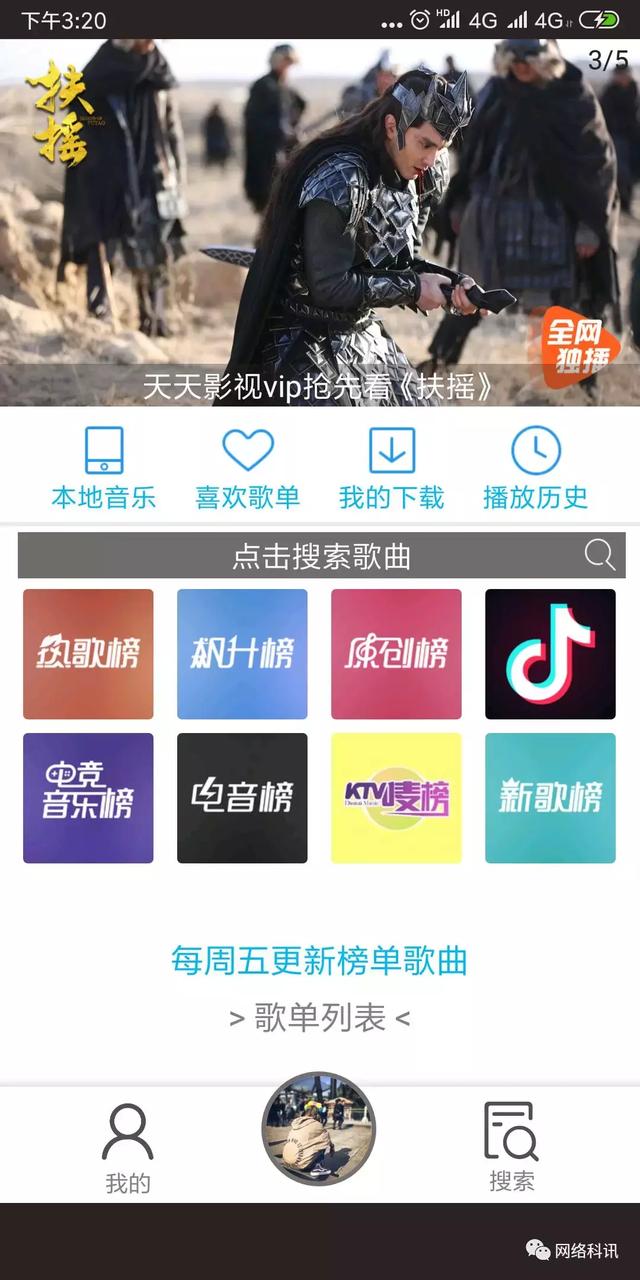 下午3:20
... HD 4G 4G
3/5
扶摇
LEGEND OF FUYAO
全网
独播
天天影视vip抢先看《扶摇》
本地音乐 喜欢歌单 我的下载 播放历史
点击搜索歌曲
热歌榜 飙升榜 原创榜
电竞
音乐榜
电音榜
KTV唛榜
新歌榜
每周五更新榜单歌曲
> 歌单列表 <
我的 搜索
网络科讯